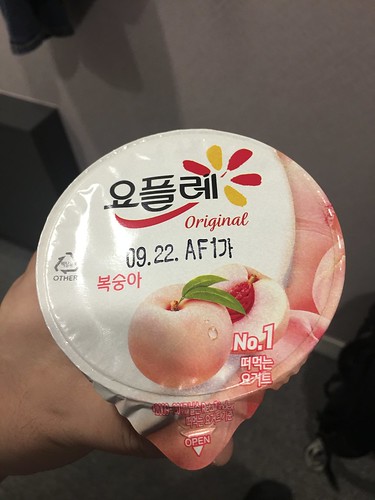 요플레
Original
09.22. AF1가
복숭아
OTHER
No.1
떠먹는
요거트
OPEN